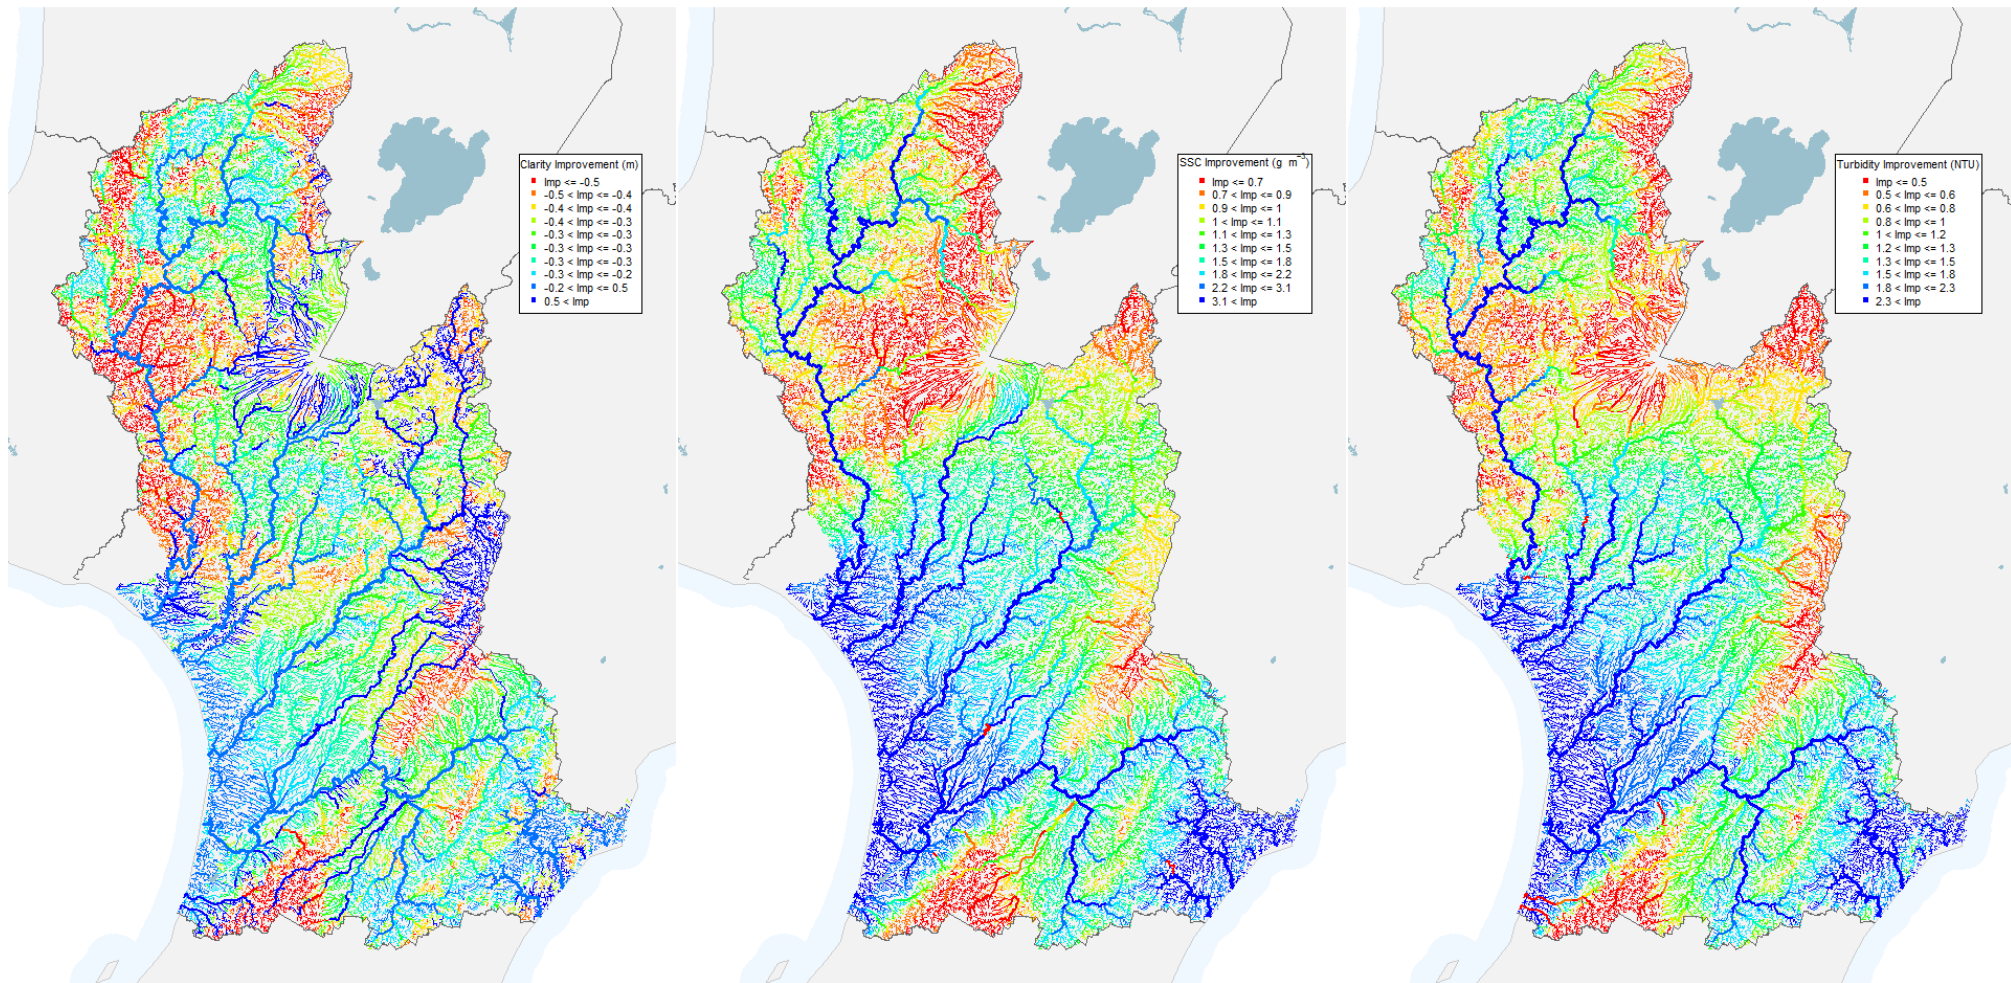 Clarity Improvement (m)
Imp <= -0.5
-0.5 < Imp <= -0.4
-0.4 < Imp <= -0.4
-0.4 < Imp <= -0.3
-0.3 < Imp <= -0.3
-0.3 < Imp <= -0.3
-0.3 < Imp <= -0.3
-0.3 < Imp <= -0.2
-0.2 < Imp <= 0.5
0.5 < Imp
SSC Improvement (g m⁻³)
Imp <= 0.7
0.7 < Imp <= 0.9
0.9 < Imp <= 1
1 < Imp <= 1.1
1.1 < Imp <= 1.3
1.3 < Imp <= 1.5
1.5 < Imp <= 1.8
1.8 < Imp <= 2.2
2.2 < Imp <= 3.1
3.1 < Imp
Turbidity Improvement (NTU)
Imp <= 0.5
0.5 < Imp <= 0.6
0.6 < Imp <= 0.8
0.8 < Imp <= 1
1 < Imp <= 1.2
1.2 < Imp <= 1.3
1.3 < Imp <= 1.5
1.5 < Imp <= 1.8
1.8 < Imp <= 2.3
2.3 < Imp